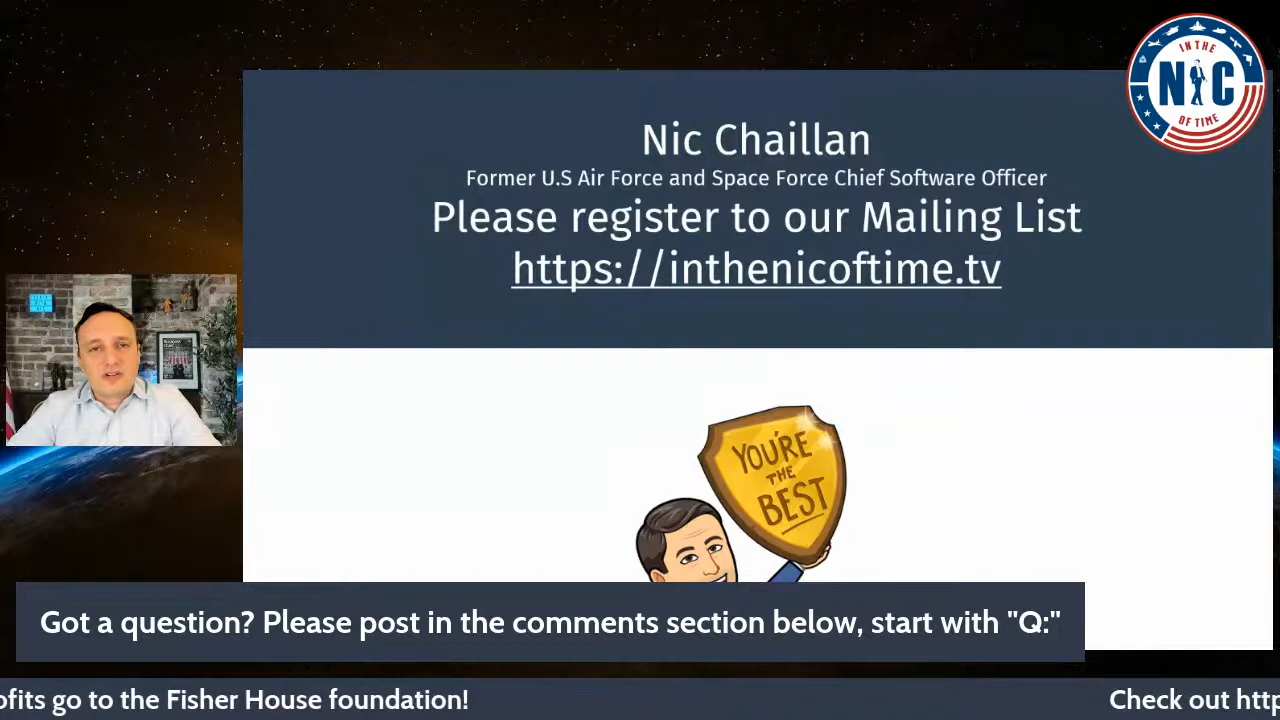 IN THE
NIC
OF TIME
Nic Chaillan
Former U.S Air Force and Space Force Chief Software Officer
Please register to our Mailing List
https://inthenicoftime.tv
YOU'RE
THE
BEST
Got a question? Please post in the comments section below, start with "Q:"
ofits go to the Fisher House foundation!
Check out http